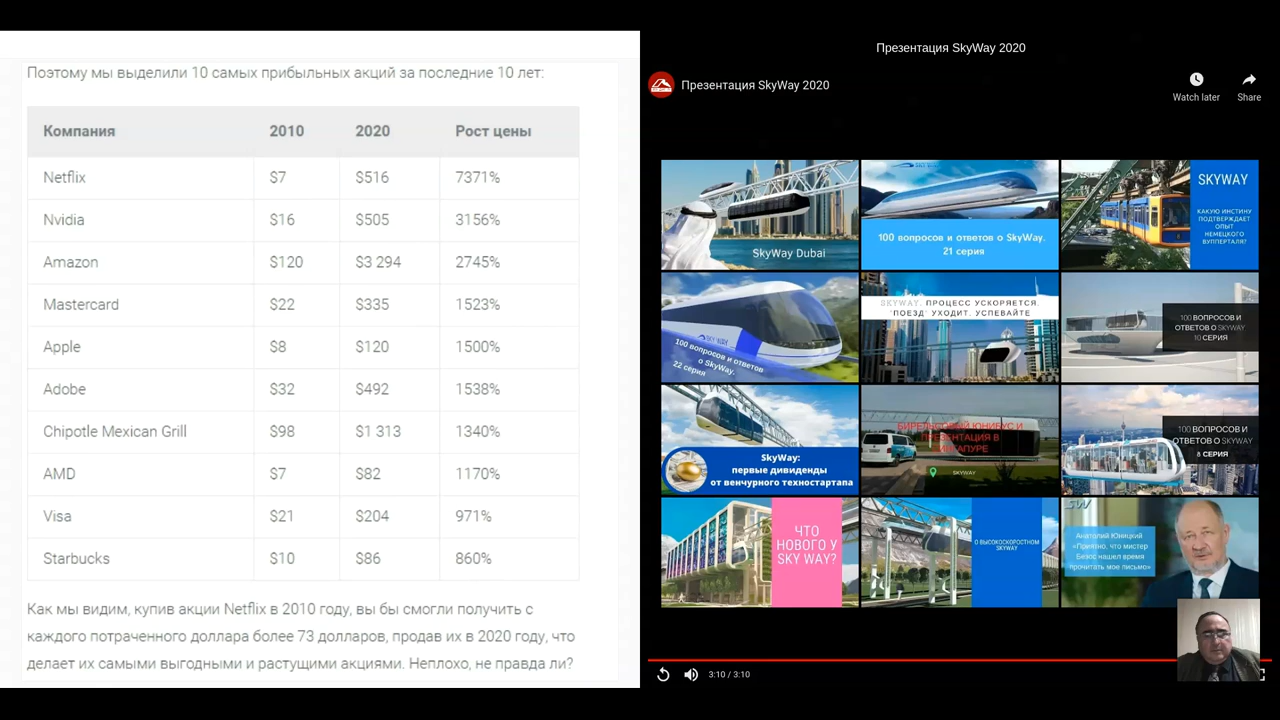 Поэтому мы выделили 10 самых прибыльных акций за последние 10 лет:
Компания 2010 2020 Рост цены
Netflix $7 $516 7371%
Nvidia $16 $505 3156%
Amazon $120 $3 294 2745%
Mastercard $22 $335 1523%
Apple $8 $120 1500%
Adobe $32 $492 1538%
Chipotle Mexican Grill $98 $1 313 1340%
AMD $7 $82 1170%
Visa $21 $204 971%
Starbucks $10 $86 860%
Как мы видим, купив акции Netflix в 2010 году, вы бы смогли получить с
каждого потраченного доллара более 73 долларов, продав их в 2020 году, что
делает их самыми выгодными и растущими акциями. Неплохо, не правда ли?
Презентация SkyWay 2020
Презентация SkyWay 2020
Watch later
Share
SkyWay Dubai
100 вопросов и ответов о SkyWay.
21 серия
SKYWAY
КАКУЮ ИСТИНУ
ПОДТВЕРЖДАЕТ
ОПЫТ
НЕМЕЦКОГО
ВУППЕРТАЛЯ?
100 вопросов и ответов
о SkyWay.
22 серия
SKYWAY. ПРОЦЕСС УСКОРЯЕТСЯ.
"ПОЕЗД" УХОДИТ. УСПЕВАЙТЕ
100 ВОПРОСОВ И
ОТВЕТОВ О SKYWAY
10 СЕРИЯ
SkyWay:
первые дивиденды
от венчурного техностартапа
БИРЕЛЬСОВЫЙ ЮНИБУС И
ПРЕЗЕНТАЦИЯ В
СИНГАПУРЕ
SKYWAY
100 ВОПРОСОВ И
ОТВЕТОВ О SKYWAY
8 СЕРИЯ
ЧТО
НОВОГО У
SKY WAY?
О ВЫСОКОСКОРОСТНОМ
SKYWAY
SW
Анатолий Юницкий
«Приятно, что мистер
Безос нашел время
прочитать мое письмо»
3:10 / 3:10